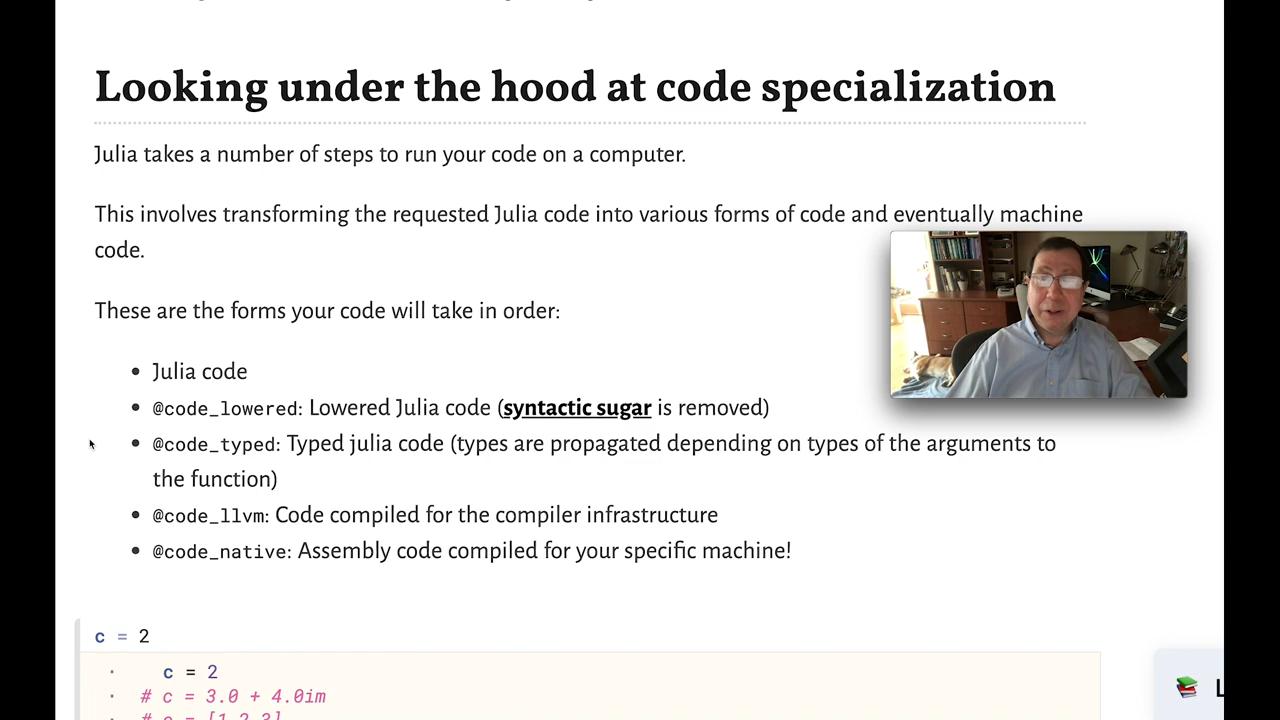 Looking under the hood at code specialization
Julia takes a number of steps to run your code on a computer.
This involves transforming the requested Julia code into various forms of code and eventually machine
code.
These are the forms your code will take in order:
• Julia code
• @code_lowered: Lowered Julia code (syntactic sugar is removed)
• @code_typed: Typed julia code (types are propagated depending on types of the arguments to
the function)
• @code_llvm: Code compiled for the compiler infrastructure
• @code_native: Assembly code compiled for your specific machine!
c = 2
c = 2
# c = 3.0 + 4.0im
# c = [1,2,3]